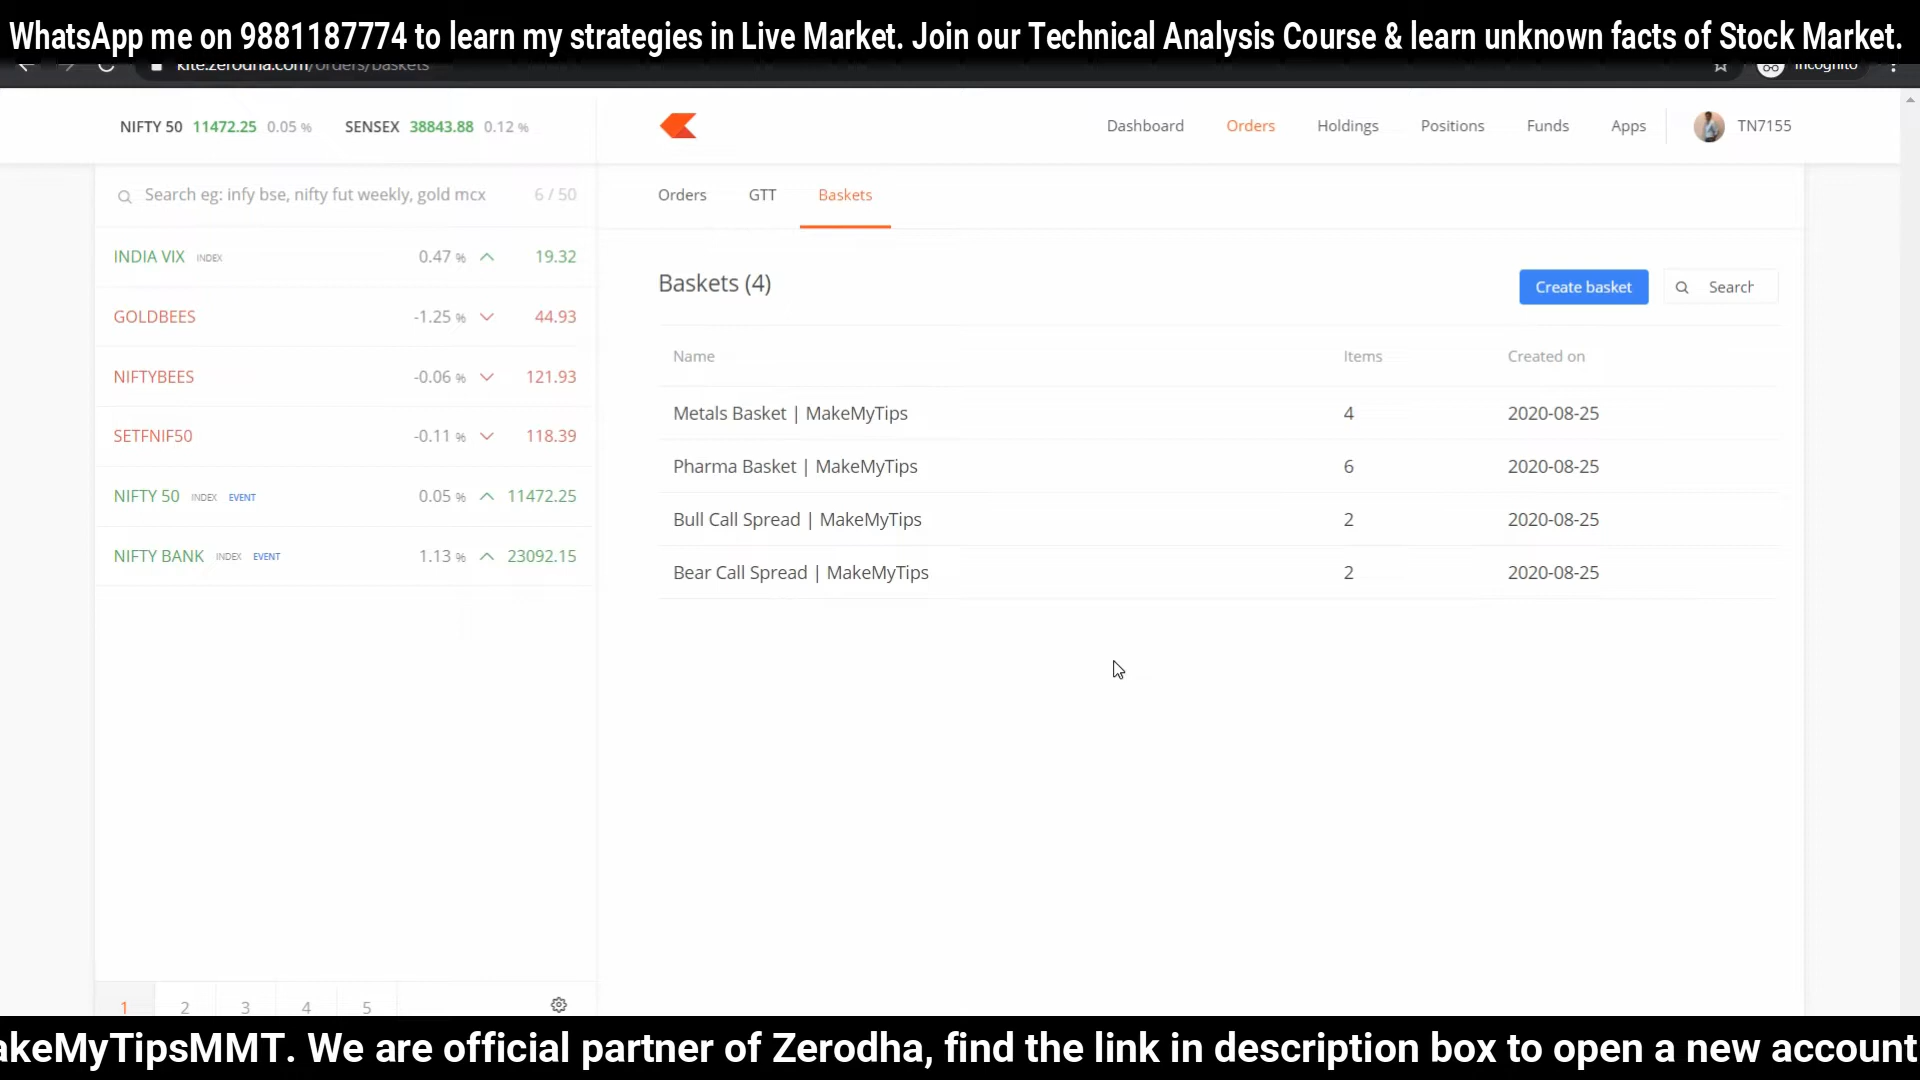 WhatsApp me on 9881187774 to learn my strategies in Live Market. Join our Technical Analysis Course & learn unknown facts of Stock Market.
kite.zerodha.com/orders/baskets Incognito
NIFTY 50 11472.25 0.05 % SENSEX 38843.88 0.12 %
Dashboard Orders Holdings Positions Funds Apps TN7155
Search eg: infy bse, nifty fut weekly, gold mcx 6 / 50
INDIA VIX INDEX 0.47 % 19.32
GOLDBEES -1.25 % 44.93
NIFTYBEES -0.06 % 121.93
SETFNIF50 -0.11 % 118.39
NIFTY 50 INDEX EVENT 0.05 % 11472.25
NIFTY BANK INDEX EVENT 1.13 % 23092.15
1 2 3 4 5
Orders GTT Baskets
Baskets (4) Create basket Search
Name Items Created on
Metals Basket | MakeMyTips 4 2020-08-25
Pharma Basket | MakeMyTips 6 2020-08-25
Bull Call Spread | MakeMyTips 2 2020-08-25
Bear Call Spread | MakeMyTips 2 2020-08-25
akeMyTipsMMT. We are official partner of Zerodha, find the link in description box to open a new account